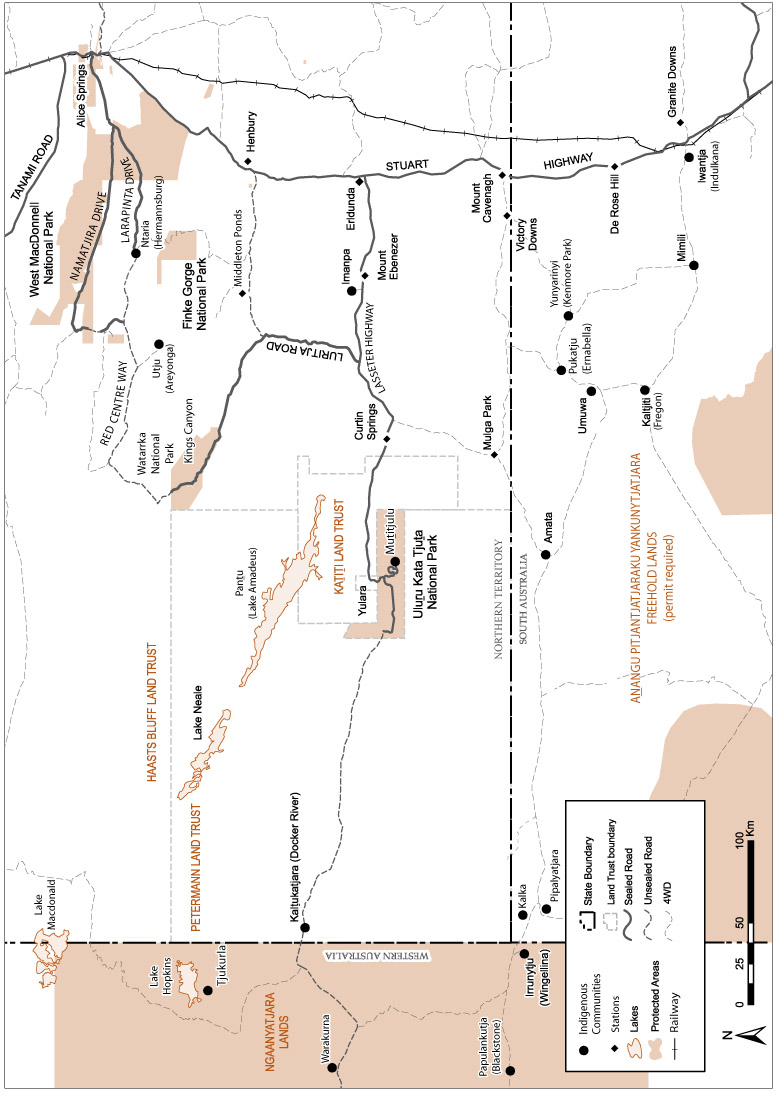 TANAMI ROAD
West MacDonnell
National Park
NAMATJIRA DRIVE
Alice Springs
LARAPINTA DRIVE
Ntaria
(Hermannsburg)
RED CENTRE WAY
Utju
(Areyonga)
Finke Gorge
National Park
Watarrka
National
Park
Kings Canyon
Middleton Ponds
Henbury
LURITJA ROAD
Lake
Macdonald
Lake
Hopkins
Tjukurla
HAASTS BLUFF LAND TRUST
PETERMANN LAND TRUST
Lake Neale
Pantu
(Lake Amadeus)
KATITI LAND TRUST
NGAANYATJARA
LANDS
Warakurna
WESTERN AUSTRALIA
Kaltukatjara (Docker River)
Yulara
Mutitjulu
Uluṟu Kata Tjuṯa
National Park
Curtin
Springs
LASSETER HIGHWAY
Imanpa
Mount
Ebenezer
Erldunda
STUART
HIGHWAY
Mulga Park
Mount
Cavenagh
Victory
Downs
NORTHERN TERRITORY
SOUTH AUSTRALIA
Papulankutja
(Blackstone)
Irrunytju
(Wingellina)
Kalka
Pipalyatjara
Amata
Umuwa
Pukatju
(Ernabella)
Yunyarinyi
(Kenimore Park)
De Rose Hill
Kaltjiti
(Fregon)
Mimili
Iwantja
(Indulkana)
Granite Downs
AṈANGU PITJANTJATJARAKU YANKUNYTJATJARA
FREEHOLD LANDS
(permit required)
Indigenous
Communities
Stations
Lakes
Protected Areas
Railway
State Boundary
Land Trust boundary
Sealed Road
Unsealed Road
4WD
N
0 25 50 100
Km